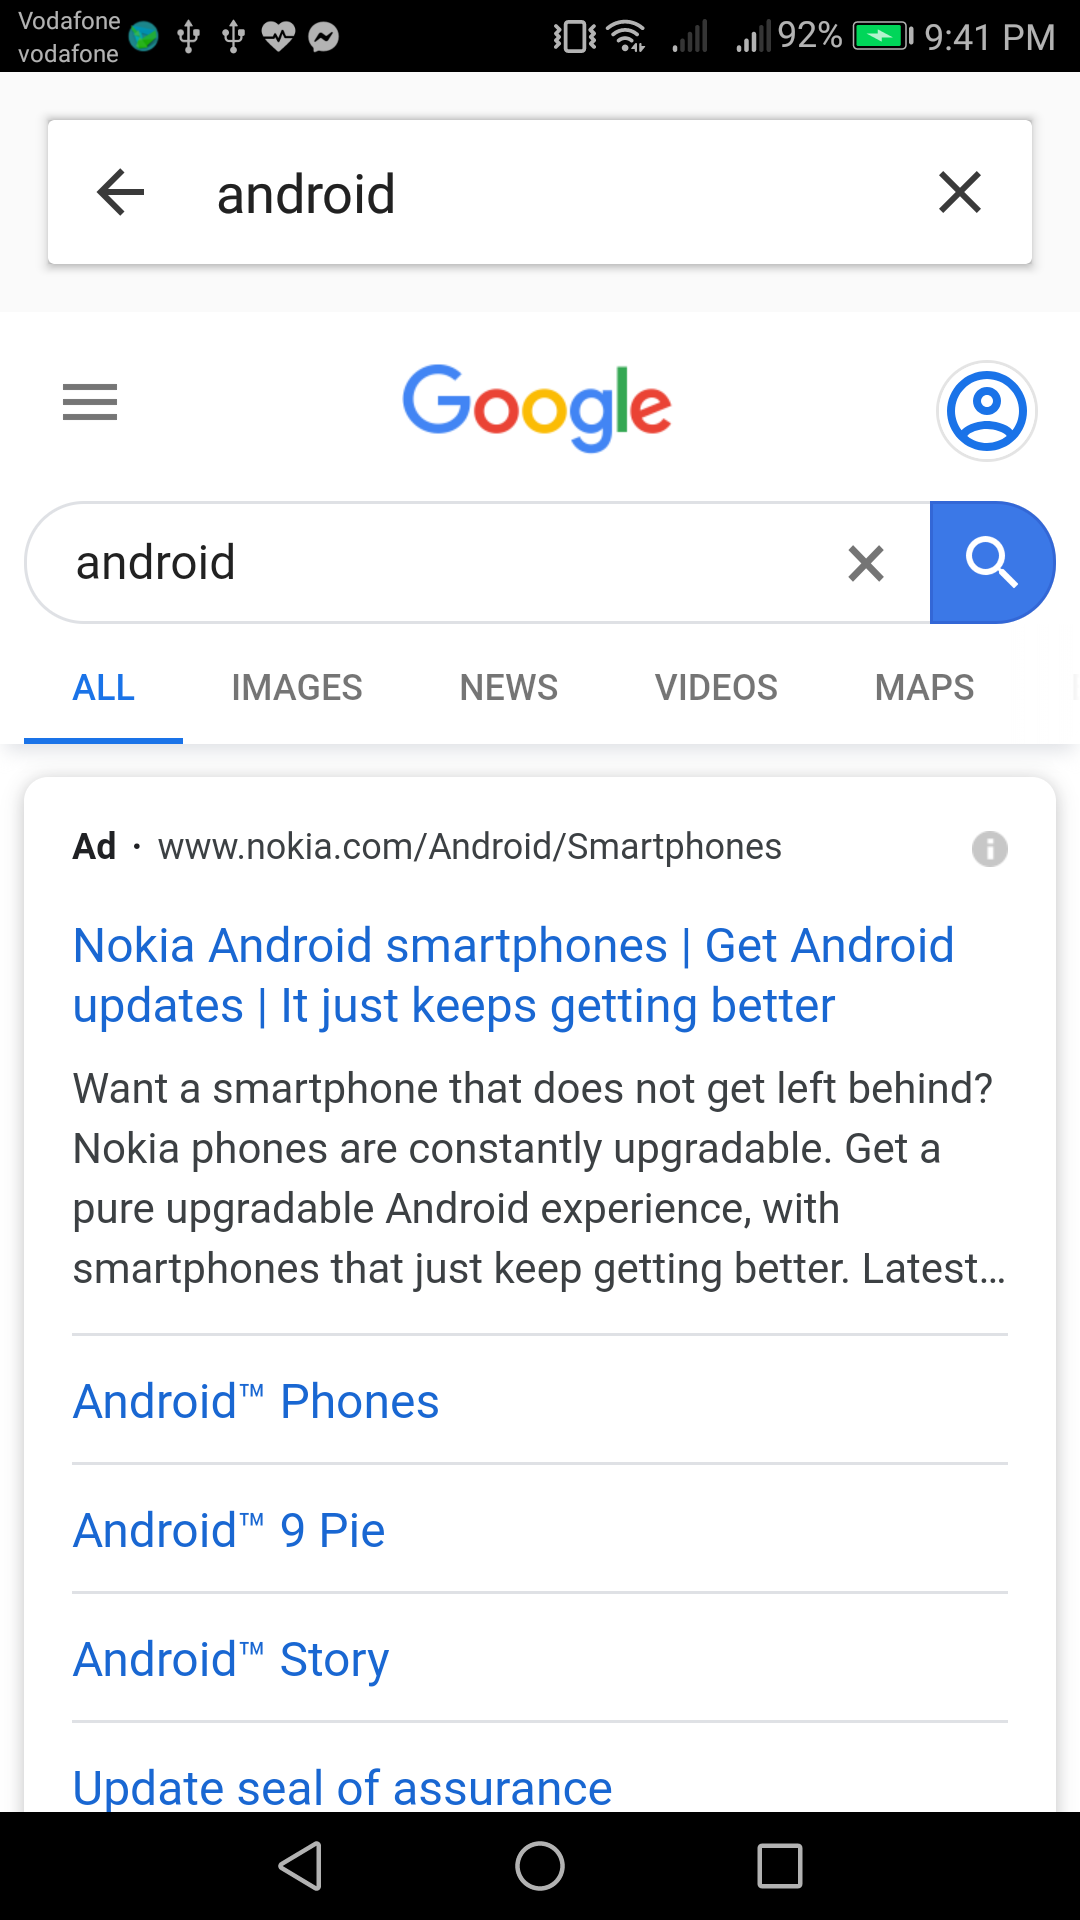 Vodafone
vodafone
92% 9:41 PM
android
Google
android
ALL IMAGES NEWS VIDEOS MAPS
Ad · www.nokia.com/Android/Smartphones
Nokia Android smartphones | Get Android
updates | It just keeps getting better
Want a smartphone that does not get left behind?
Nokia phones are constantly upgradable. Get a
pure upgradable Android experience, with
smartphones that just keep getting better. Latest...
Android™ Phones
Android™ 9 Pie
Android™ Story
Update seal of assurance